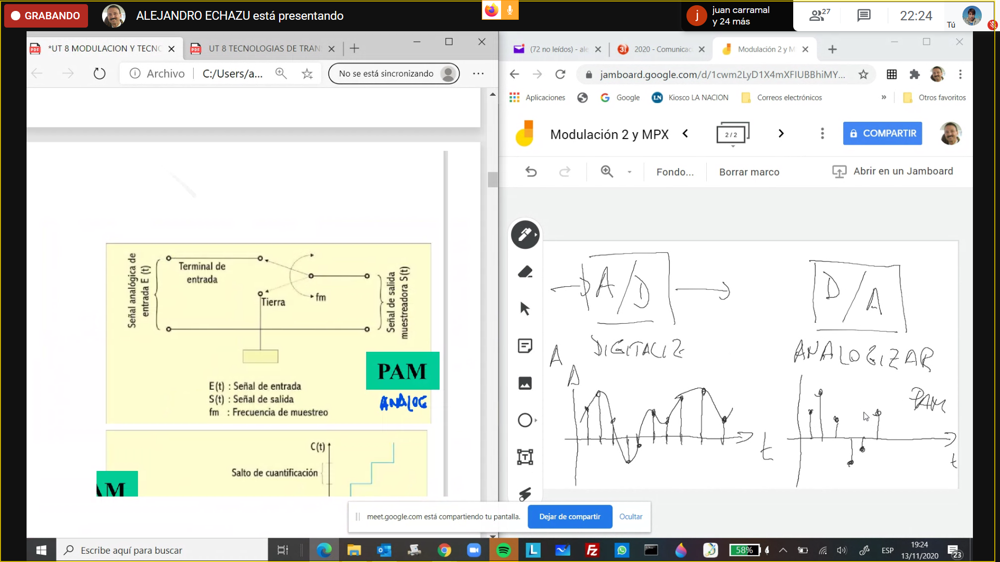 GRABANDO
ALEJANDRO ECHAZU está presentando
j
juan carramal
y 24 más
27
22:24
Tú
*UT 8 MODULACION Y TECNO
UT 8 TECNOLOGIAS DE TRAN
Archivo
C:/Users/a...
No se está sincronizando
(72 no leídos) - ale
2020 - Comunicac
Modulación 2 y M
jamboard.google.com/d/1cwm2LyD1X4mXFIUBBhiMY...
Aplicaciones
Google
LN
Kiosco LA NACION
Correos electrónicos
»
Otros favoritos
Modulación 2 y MPX
2 / 2
COMPARTIR
Fondo...
Borrar marco
Abrir en un Jamboard
Señal analógica de
entrada E (t)
Terminal de
entrada
Tierra
fm
Señal de salida
muestreadora S(t)
PAM
ANALOG
E(t) : Señal de entrada
S(t) : Señal de salida
fm : Frecuencia de muestreo
C(t)
Salto de cuantificación
AM
A/D
D/A
A
DIGITALIZ
ANALOGIZAR
A
t
PAM
t
meet.google.com está compartiendo tu pantalla.
Dejar de compartir
Ocultar
Escribe aquí para buscar
58%
ESP
19:24
13/11/2020
23